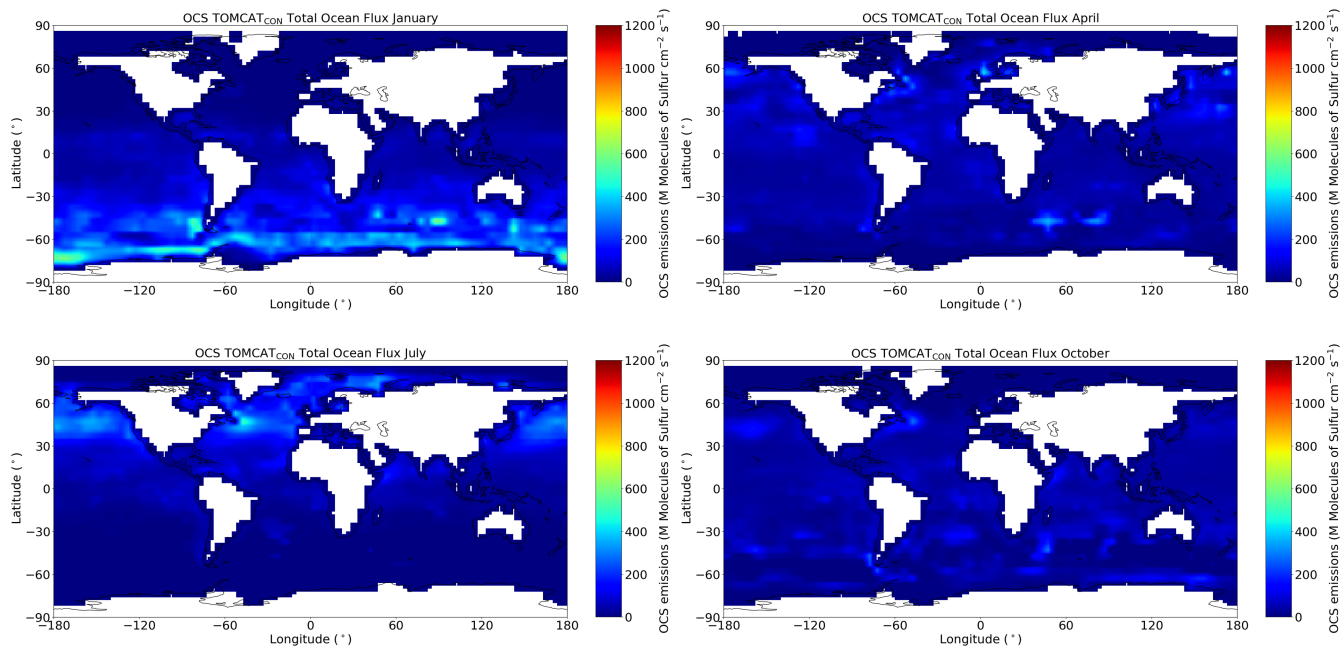 OCS TOMCAT_CON Total Ocean Flux January
90
60
30
0
−30
−60
−90
Latitude (°)
−180 −120 −60 0 60 120 180
Longitude (°)
1200
1000
800
600
400
200
0
OCS emissions (M Molecules of Sulfur cm⁻² s⁻¹)
OCS TOMCAT_CON Total Ocean Flux April
90
60
30
0
−30
−60
−90
Latitude (°)
−180 −120 −60 0 60 120 180
Longitude (°)
1200
1000
800
600
400
200
0
OCS emissions (M Molecules of Sulfur cm⁻² s⁻¹)
OCS TOMCAT_CON Total Ocean Flux July
90
60
30
0
−30
−60
−90
Latitude (°)
−180 −120 −60 0 60 120 180
Longitude (°)
1200
1000
800
600
400
200
0
OCS emissions (M Molecules of Sulfur cm⁻² s⁻¹)
OCS TOMCAT_CON Total Ocean Flux October
90
60
30
0
−30
−60
−90
Latitude (°)
−180 −120 −60 0 60 120 180
Longitude (°)
1200
1000
800
600
400
200
0
OCS emissions (M Molecules of Sulfur cm⁻² s⁻¹)